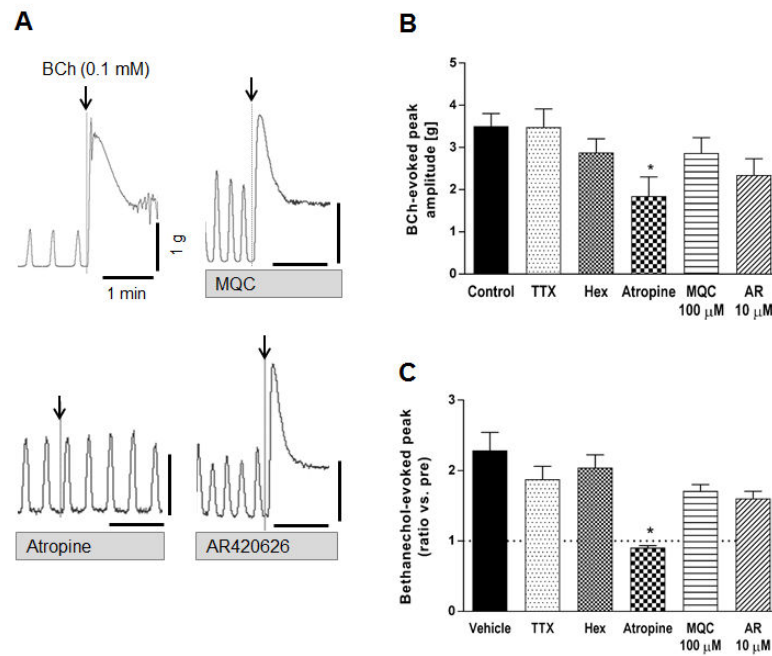 A
BCh (0.1 mM)
1 g
1 min
MQC
Atropine
AR420626
B
BCh-evoked peak
amplitude [g]
5
4
3
2
1
0
Control TTX Hex Atropine MQC AR
100 μM 10 μM
*
C
Bethanechol-evoked peak
(ratio vs. pre)
3
2
1
0
Vehicle TTX Hex Atropine MQC AR
100 μM 10 μM
*